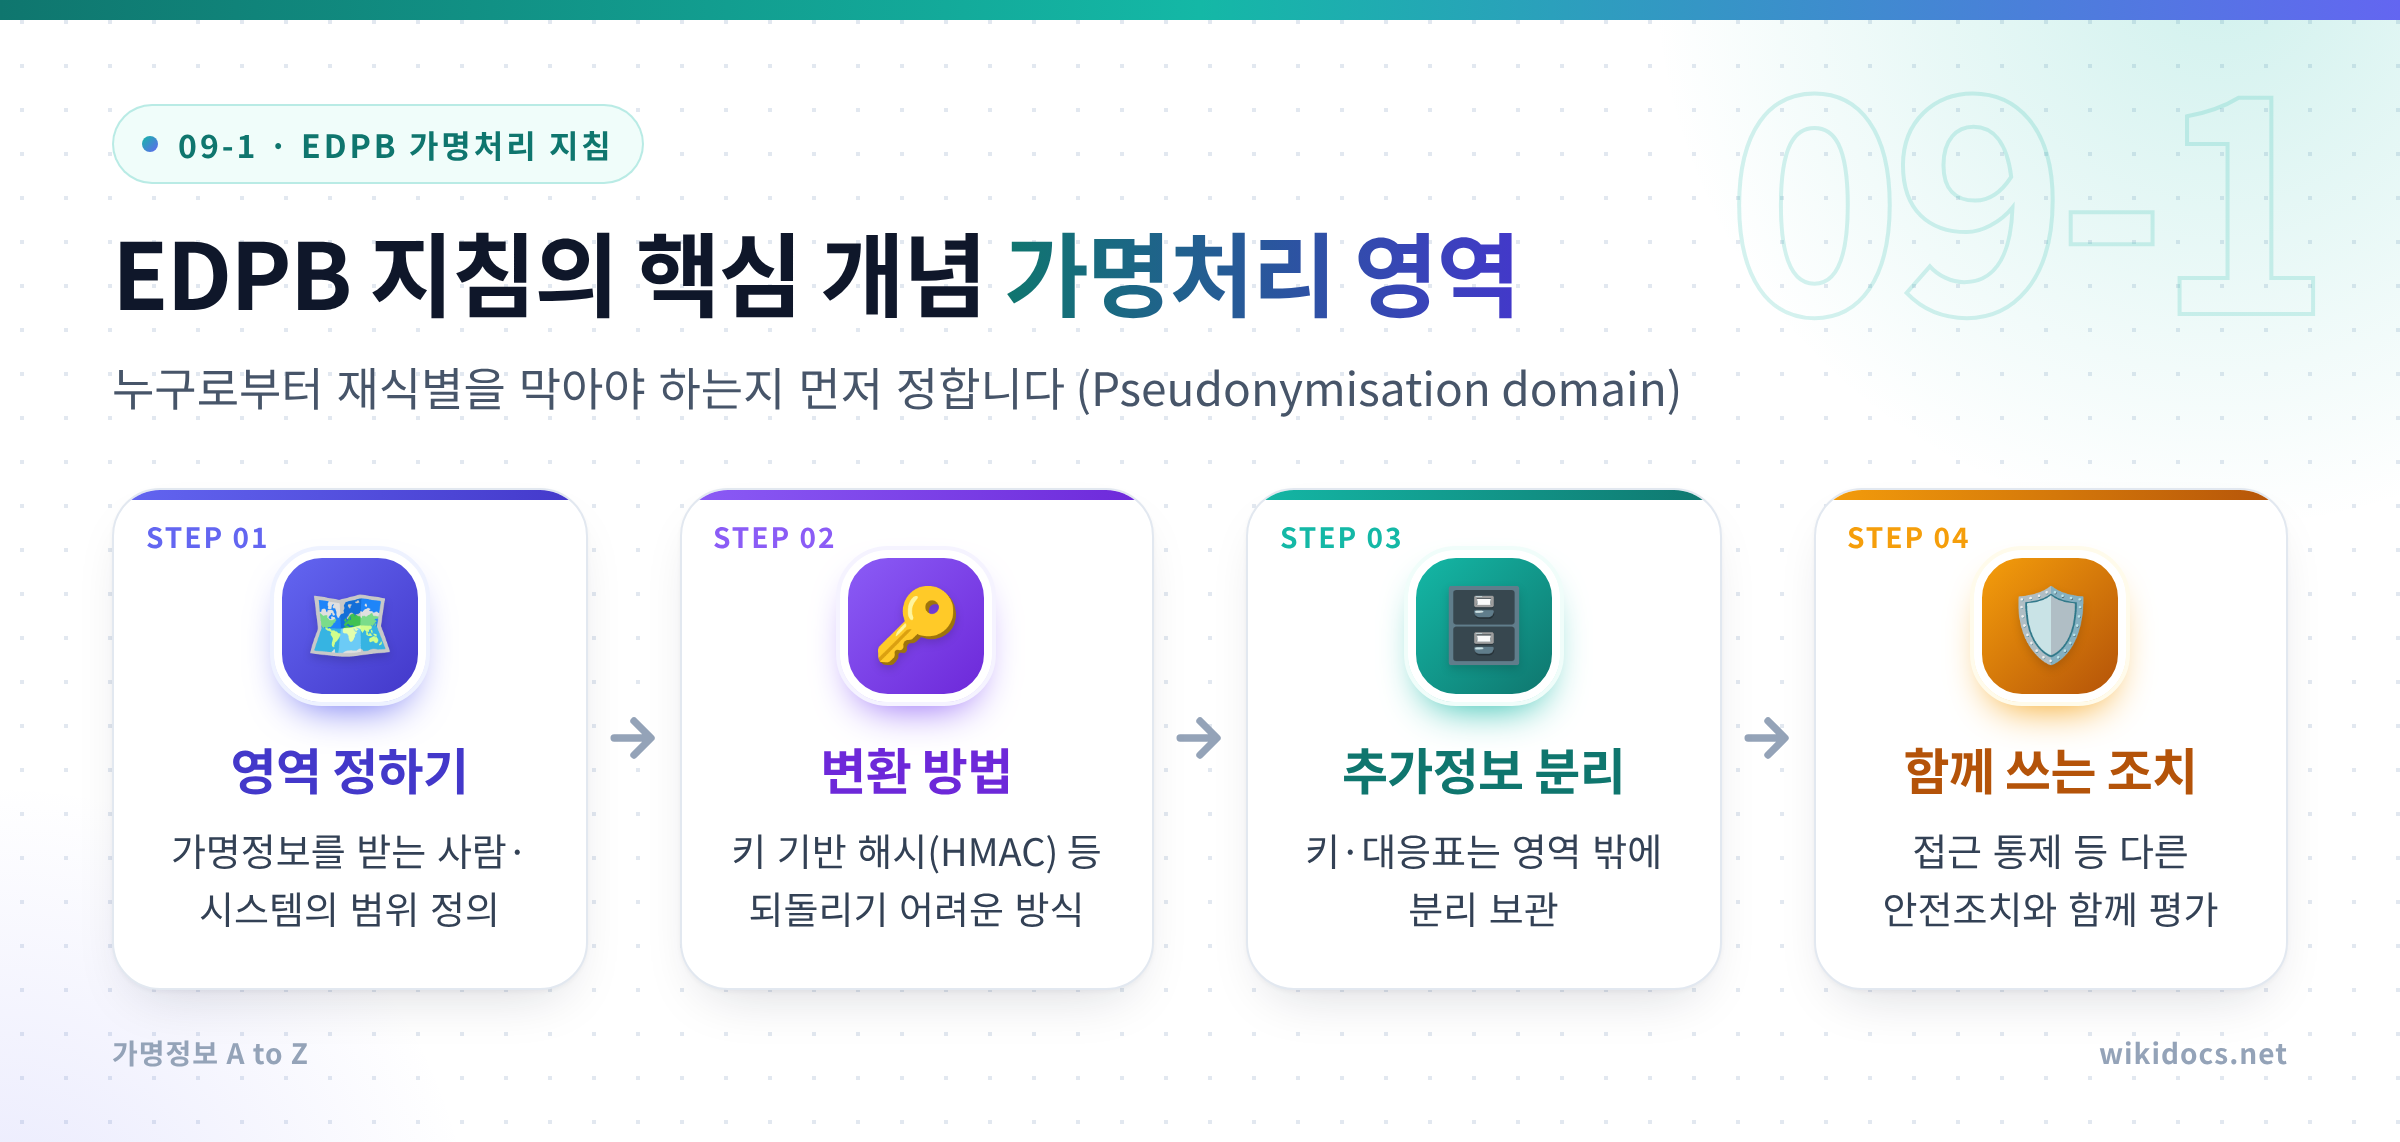 09-1 · EDPB 가명처리 지침
09-1
EDPB 지침의 핵심 개념 가명처리 영역
누구로부터 재식별을 막아야 하는지 먼저 정합니다 (Pseudonymisation domain)
STEP 01
영역 정하기
가명정보를 받는 사람·
시스템의 범위 정의
STEP 02
변환 방법
키 기반 해시(HMAC) 등
되돌리기 어려운 방식
STEP 03
추가정보 분리
키·대응표는 영역 밖에
분리 보관
STEP 04
함께 쓰는 조치
접근 통제 등 다른
안전조치와 함께 평가
가명정보 A to Z
wikidocs.net